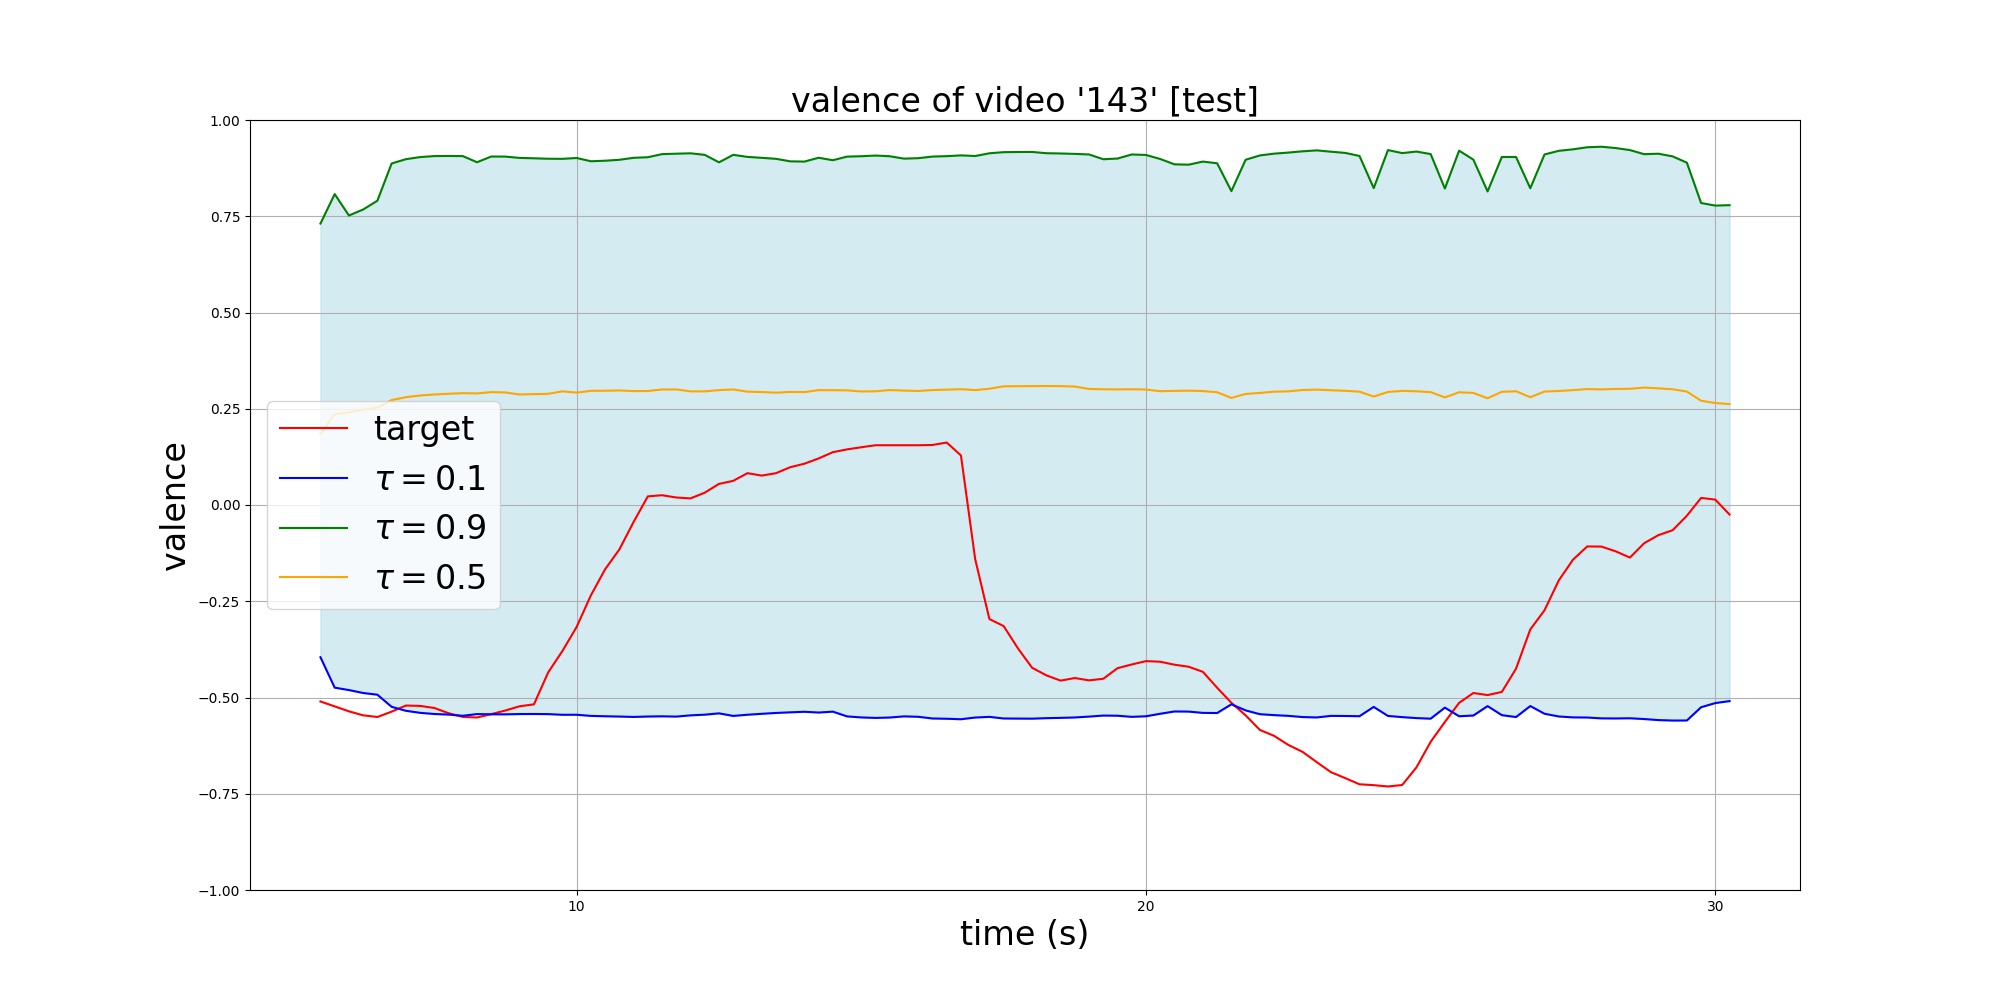 valence of video '143' [test]
1.00
0.75
0.50
0.25
0.00
−0.25
−0.50
−0.75
−1.00
valence
target
τ = 0.1
τ = 0.9
τ = 0.5
10
20
30
time (s)